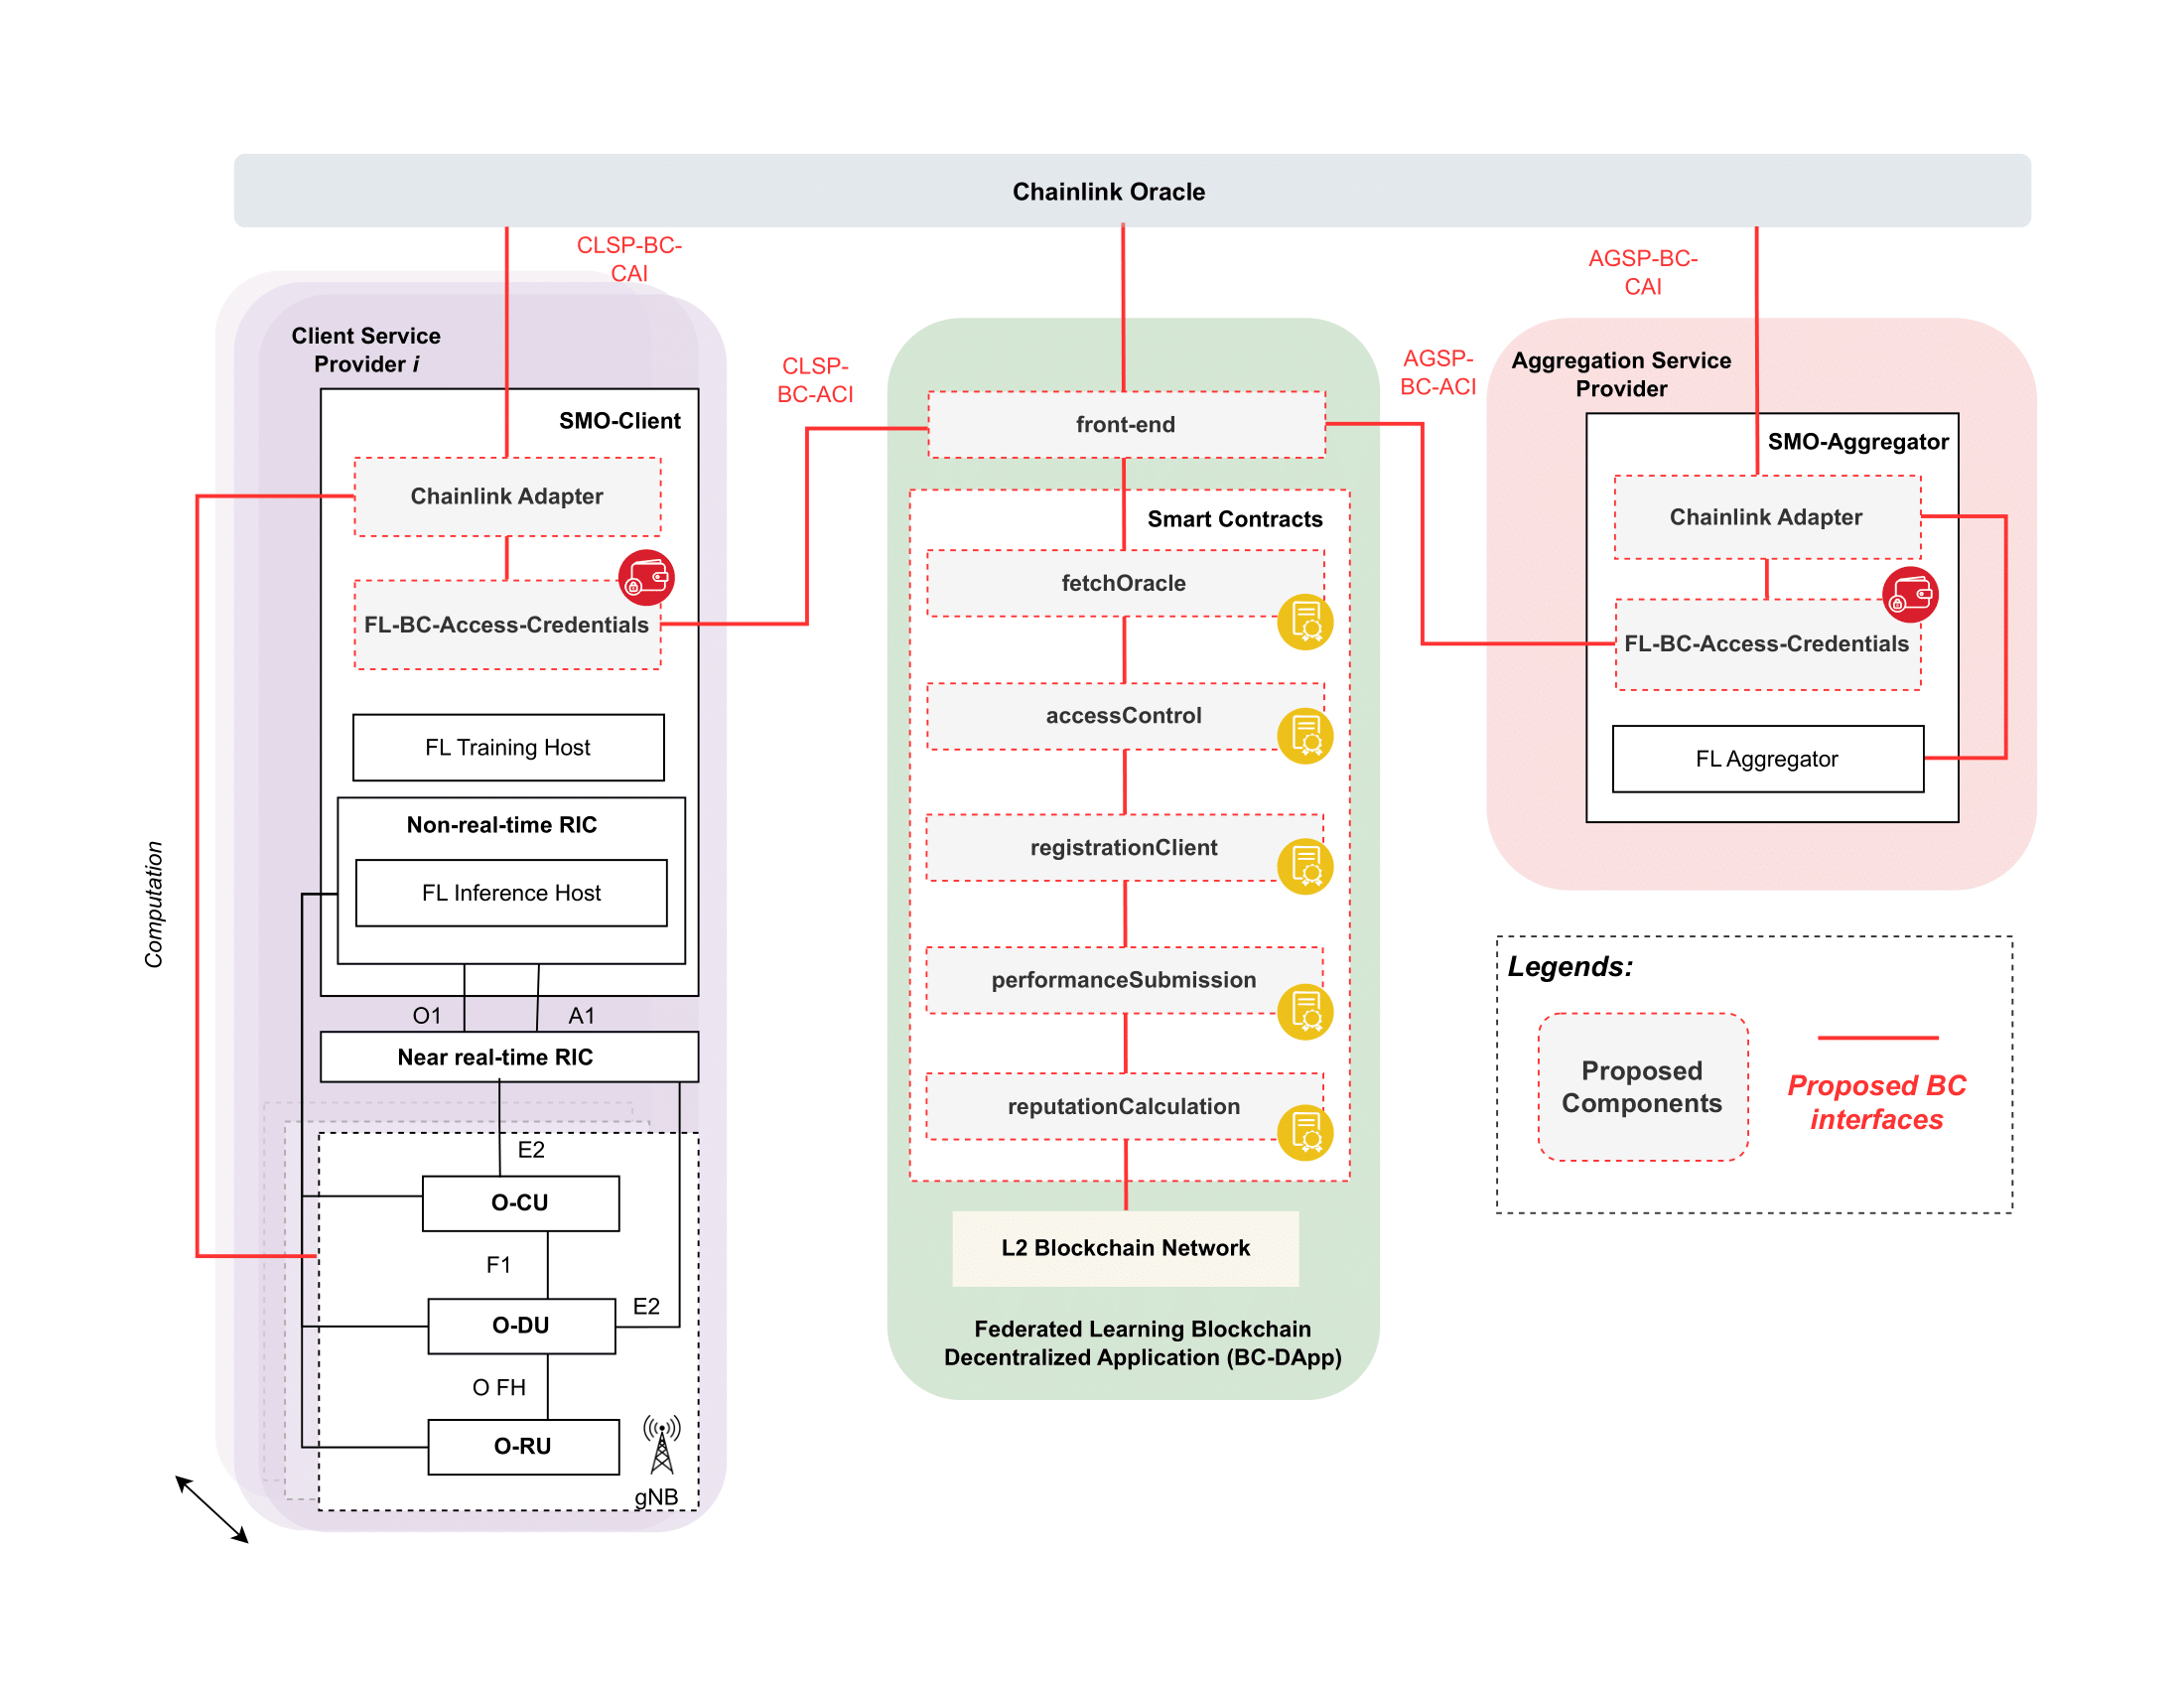 Chainlink Oracle
CLSP-BC-
CAI
AGSP-BC-
CAI
Client Service
Provider i
SMO-Client
Chainlink Adapter
FL-BC-Access-Credentials
FL Training Host
Non-real-time RIC
FL Inference Host
O1
A1
Near real-time RIC
E2
O-CU
F1
E2
O-DU
O FH
O-RU
gNB
Computation
CLSP-
BC-ACI
front-end
Smart Contracts
fetchOracle
accessControl
registrationClient
performanceSubmission
reputationCalculation
L2 Blockchain Network
Federated Learning Blockchain
Decentralized Application (BC-DApp)
AGSP-
BC-ACI
Aggregation Service
Provider
SMO-Aggregator
Chainlink Adapter
FL-BC-Access-Credentials
FL Aggregator
Legends:
Proposed
Components
Proposed BC
interfaces